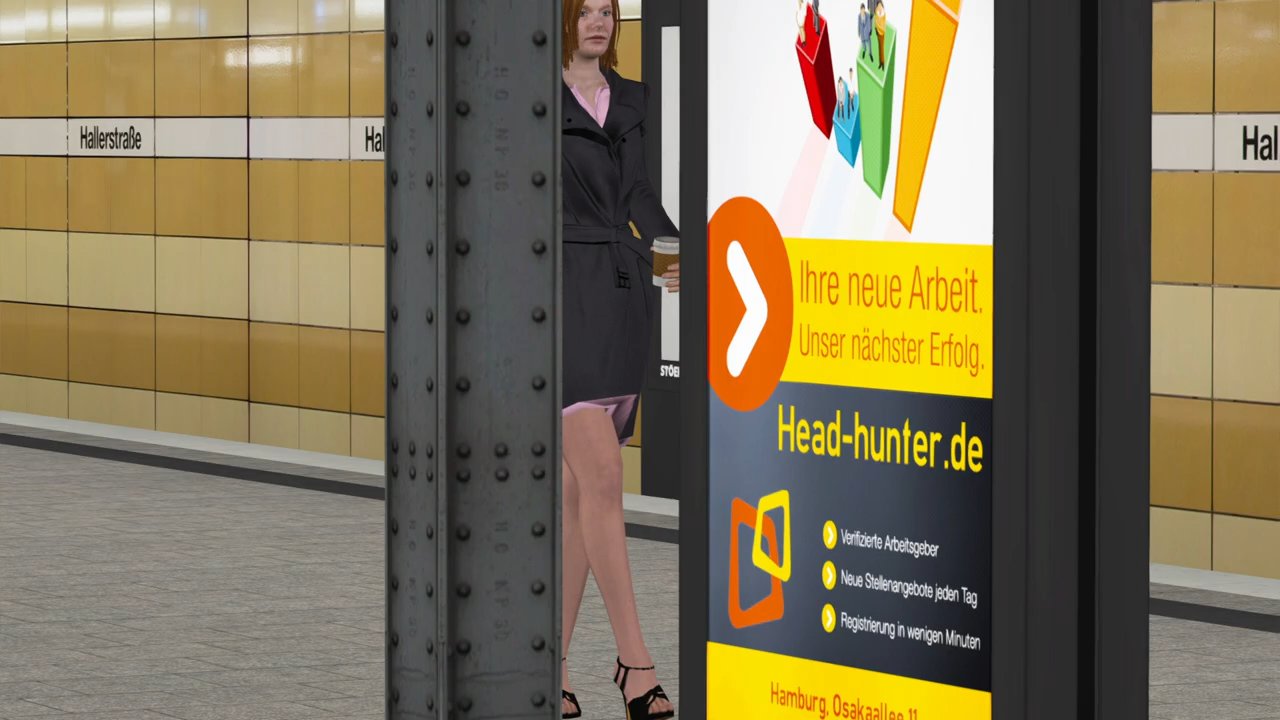 Hallerstraße
Hal
Hal
Ihre neue Arbeit.
Unser nächster Erfolg.
Head-hunter.de
Verifizierte Arbeitsgeber
Neue Stellenangebote jeden Tag
Registrierung in wenigen Minuten
Hamburg, Osakaallee 11
STÖE